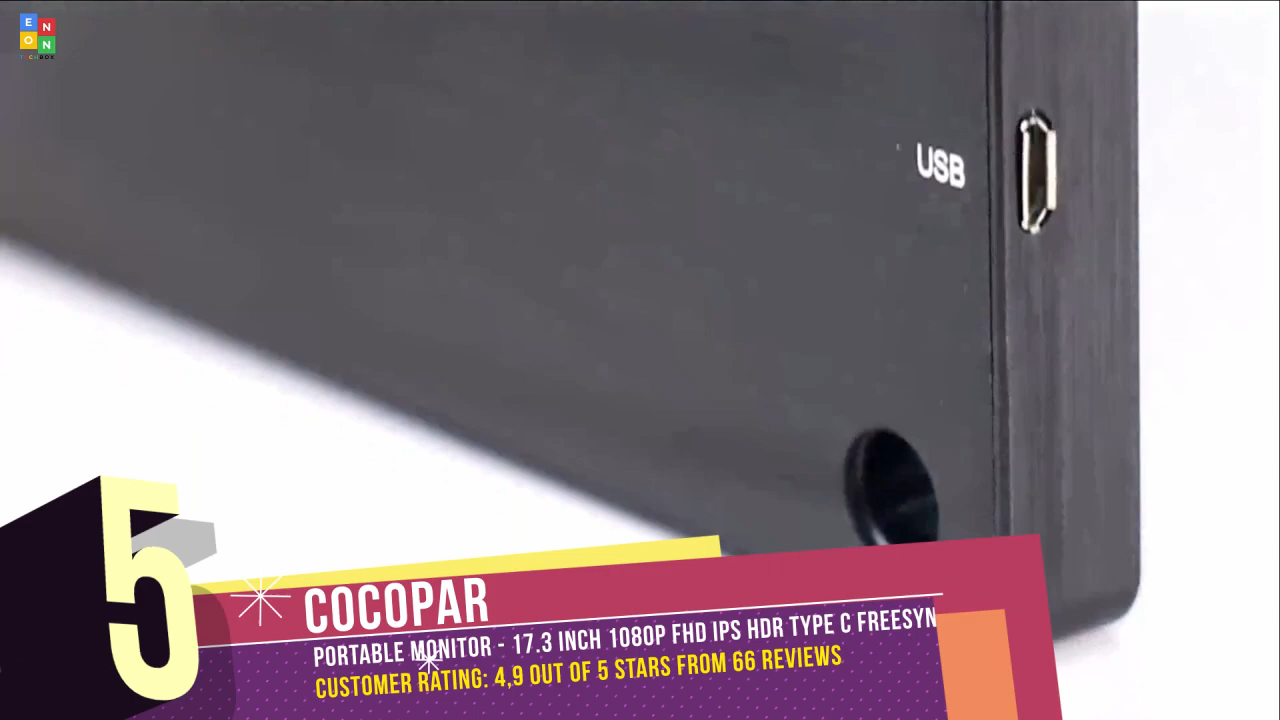 E N
O N
TECHBOX
USB
5
COCOPAR
PORTABLE MONITOR - 17.3 INCH 1080P FHD IPS HDR TYPE C FREESYN
CUSTOMER RATING: 4,9 OUT OF 5 STARS FROM 66 REVIEWS